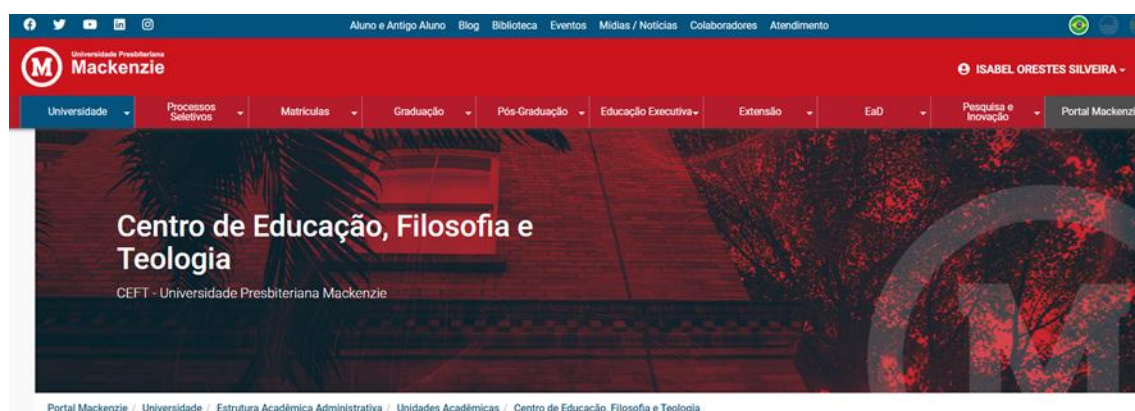 Aluno e Antigo Aluno Blog Biblioteca Eventos Mídias / Notícias Colaboradores Atendimento
Universidade Presbiteriana
Mackenzie
M
ISABEL ORESTES SILVEIRA
Universidade Processos Seletivos Matrículas Graduação Pós-Graduação Educação Executiva Extensão EaD Pesquisa e Inovação Portal Mackenzi
Centro de Educação, Filosofia e
Teologia
CEFT - Universidade Presbiteriana Mackenzie
M
Portal Mackenzie / Universidade / Estrutura Acadêmica Administrativa / Unidades Acadêmicas / Centro de Educação, Filosofia e Teologia